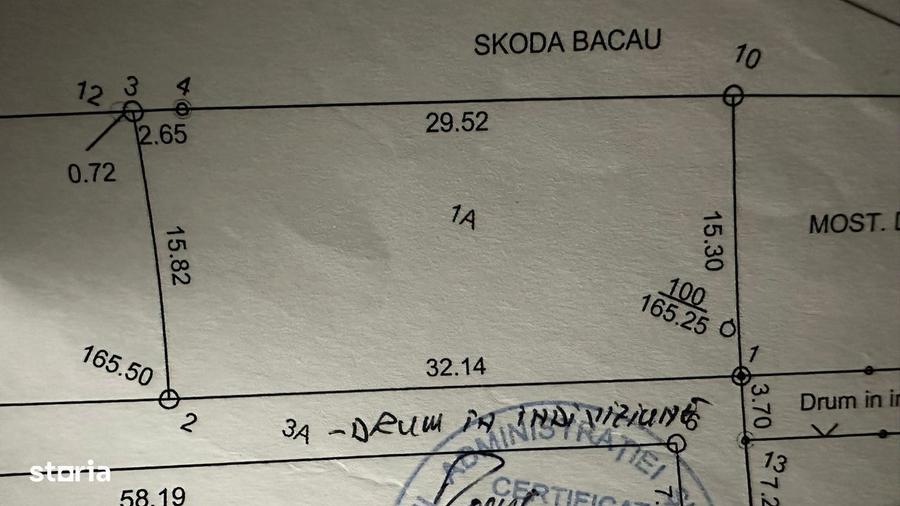 SKODA BACAU
10
12 3 4
2.65
29.52
0.72
1A
15.82
15.30
MOST.
100
165.25
165.50
32.14
1
2
3.70
Drum in
3A - DRUM IN INDIVIZIUNE
6
ADMINISTRATIEI
13
CERTIFICAT
58.19
storia